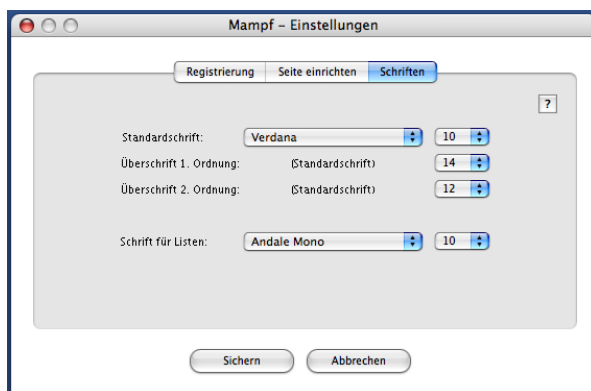 Mampf – Einstellungen
Registrierung Seite einrichten Schriften
?
Standardschrift: Verdana 10
Überschrift 1. Ordnung: (Standardschrift) 14
Überschrift 2. Ordnung: (Standardschrift) 12
Schrift für Listen: Andale Mono 10
Sichern Abbrechen